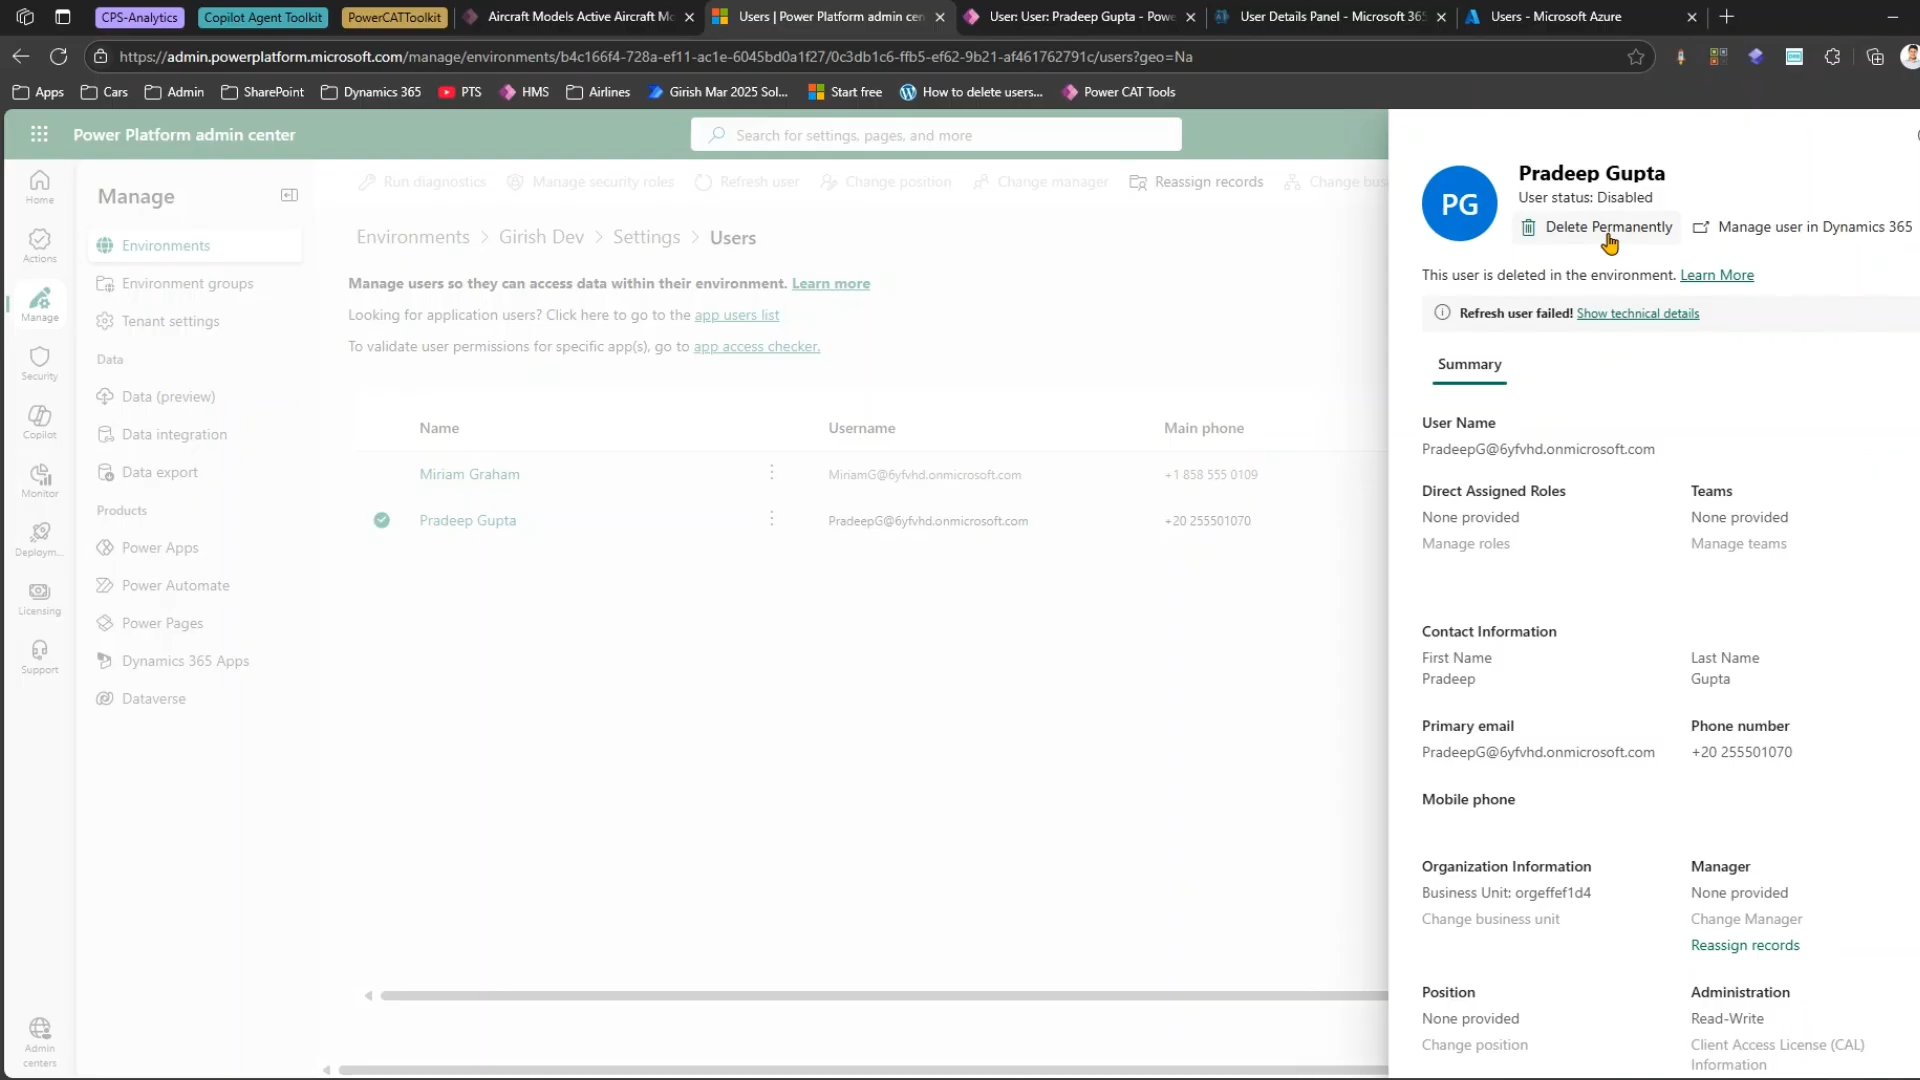 CPS-Analytics
Copilot Agent Toolkit
PowerCATToolkit
Aircraft Models Active Aircraft Mo
Users | Power Platform admin cen
User: User: Pradeep Gupta - Powe
User Details Panel - Microsoft 365
Users - Microsoft Azure
https://admin.powerplatform.microsoft.com/manage/environments/b4c166f4-728a-ef11-ac1e-6045bd0a1f27/0c3db1c6-ffb5-ef62-9b21-af461762791c/users?geo=Na
Apps
Cars
Admin
SharePoint
Dynamics 365
PTS
HMS
Airlines
Girish Mar 2025 Sol...
Start free
How to delete users...
Power CAT Tools
Power Platform admin center
Search for settings, pages, and more
Home
Actions
Manage
Security
Copilot
Monitor
Deploym...
Licensing
Support
Admin
centers
Manage
Environments
Environment groups
Tenant settings
Data
Data (preview)
Data integration
Data export
Products
Power Apps
Power Automate
Power Pages
Dynamics 365 Apps
Dataverse
Run diagnostics
Manage security roles
Refresh user
Change position
Change manager
Reassign records
Change bus
Environments > Girish Dev > Settings > Users
Manage users so they can access data within their environment. Learn more
Looking for application users? Click here to go to the app users list
To validate user permissions for specific app(s), go to app access checker.
Name Username Main phone
Miriam Graham MiriamG@6yfvhd.onmicrosoft.com +1 858 555 0109
Pradeep Gupta PradeepG@6yfvhd.onmicrosoft.com +20 255501070
PG
Pradeep Gupta
User status: Disabled
Delete Permanently
Manage user in Dynamics 365
This user is deleted in the environment. Learn More
Refresh user failed! Show technical details
Summary
User Name
PradeepG@6yfvhd.onmicrosoft.com
Direct Assigned Roles
None provided
Manage roles
Teams
None provided
Manage teams
Contact Information
First Name
Pradeep
Last Name
Gupta
Primary email
PradeepG@6yfvhd.onmicrosoft.com
Phone number
+20 255501070
Mobile phone
Organization Information
Business Unit: orgeffef1d4
Change business unit
Manager
None provided
Change Manager
Reassign records
Position
None provided
Change position
Administration
Read-Write
Client Access License (CAL)
Information